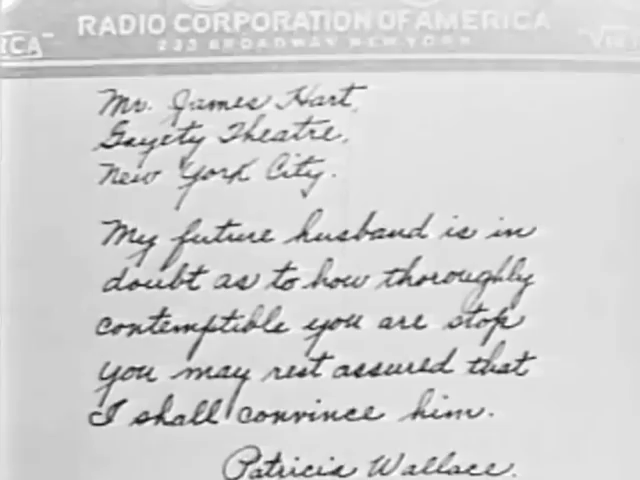 RADIO CORPORATION OF AMERICA
RCA
233 BROADWAY NEW YORK
Mr. James Hart,
Gayety Theatre,
New York City.
My future husband is in
doubt as to how thoroughly
contemptible you are stop
you may rest assured that
I shall convince him.
Patricia Wallace.